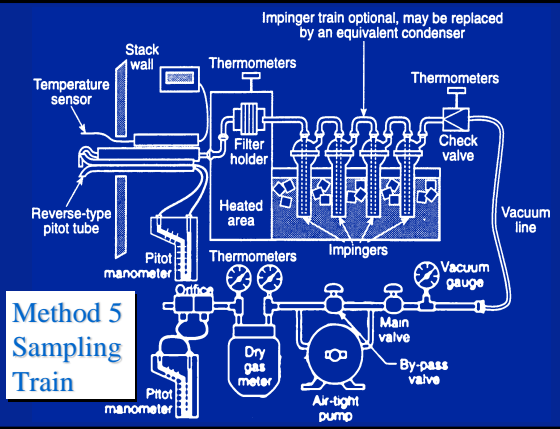 Impinger train optional, may be replaced
by an equivalent condenser
Stack
wall
Thermometers
Thermometers
Temperature
sensor
Filter
holder
Check
valve
Heated
area
Vacuum
line
Reverse-type
pitot tube
Impingers
Pitot
manometer
Thermometers
Vacuum
gauge
Orifice
Method 5
Sampling
Train
Main
valve
Dry
gas
meter
By-pass
valve
Pitot
manometer
Air-tight
pump